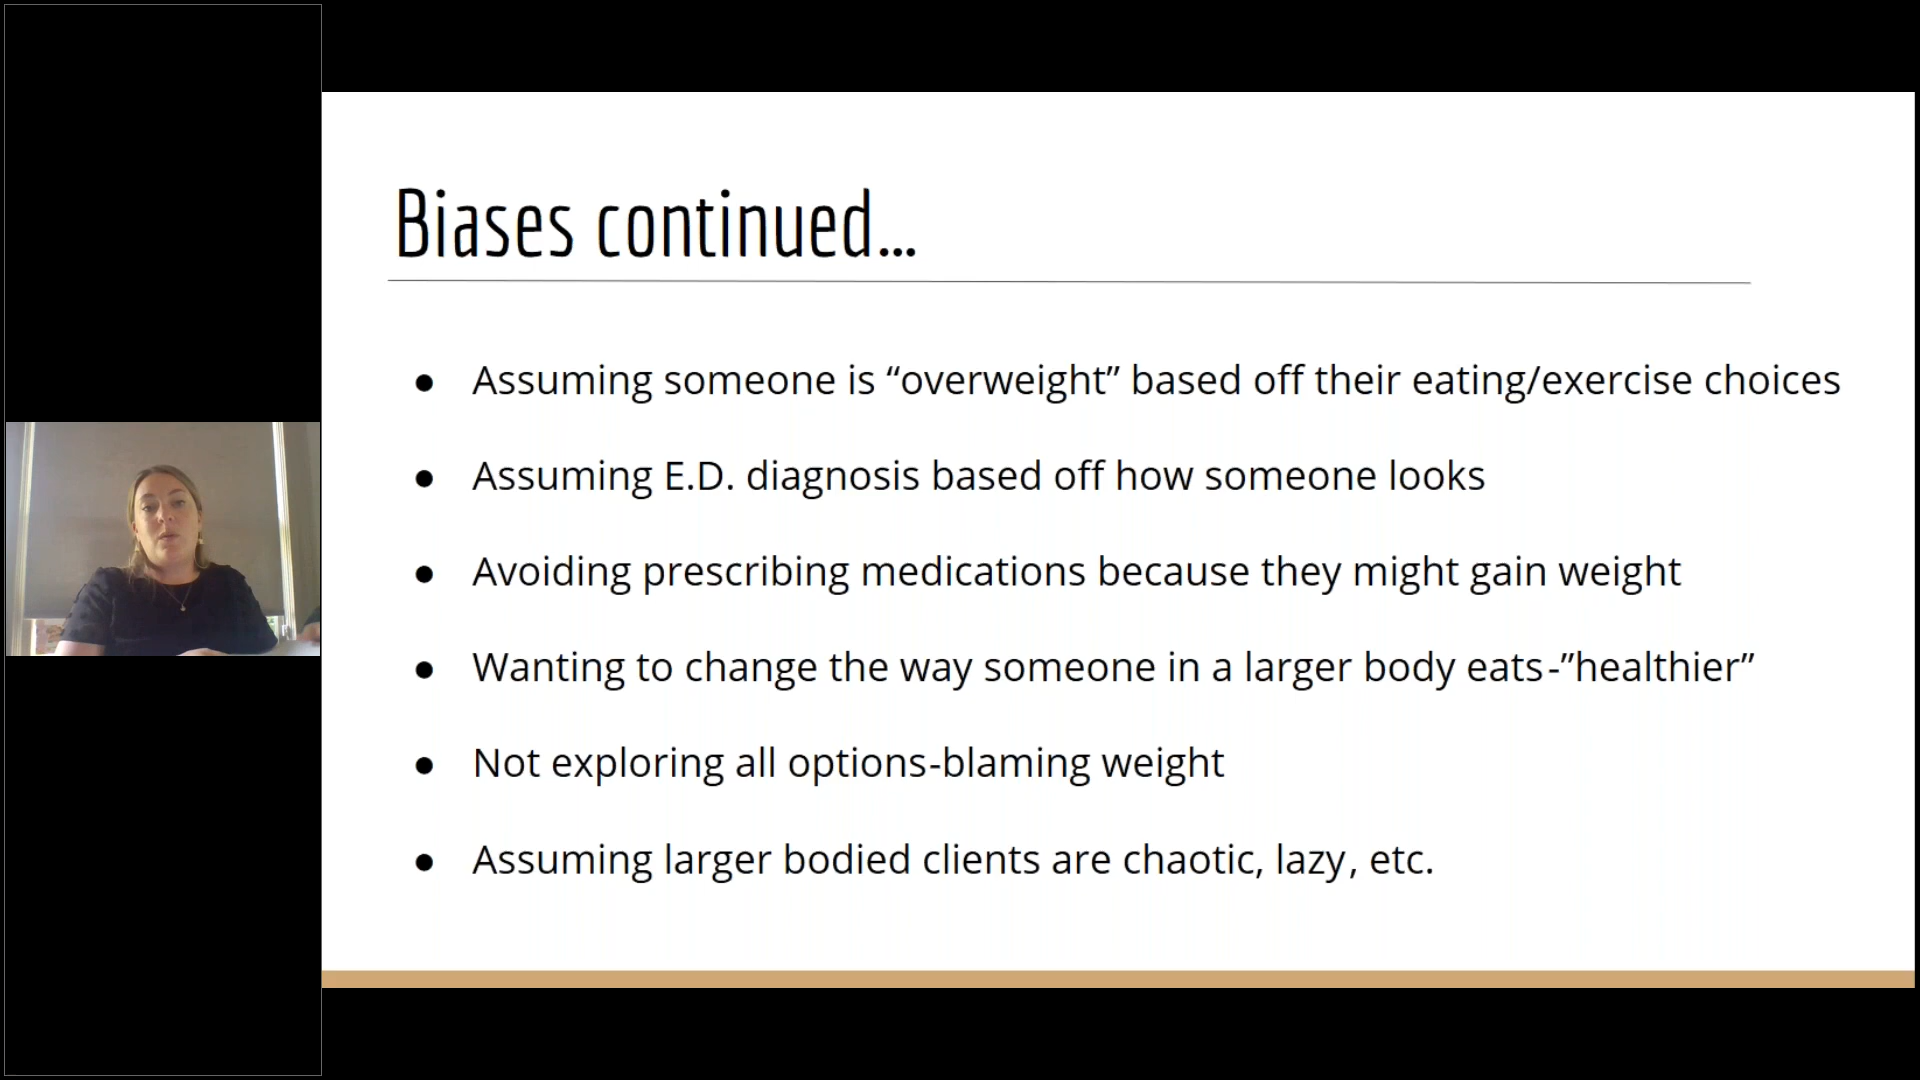 Biases continued...
● Assuming someone is “overweight” based off their eating/exercise choices
● Assuming E.D. diagnosis based off how someone looks
● Avoiding prescribing medications because they might gain weight
● Wanting to change the way someone in a larger body eats-”healthier”
● Not exploring all options-blaming weight
● Assuming larger bodied clients are chaotic, lazy, etc.